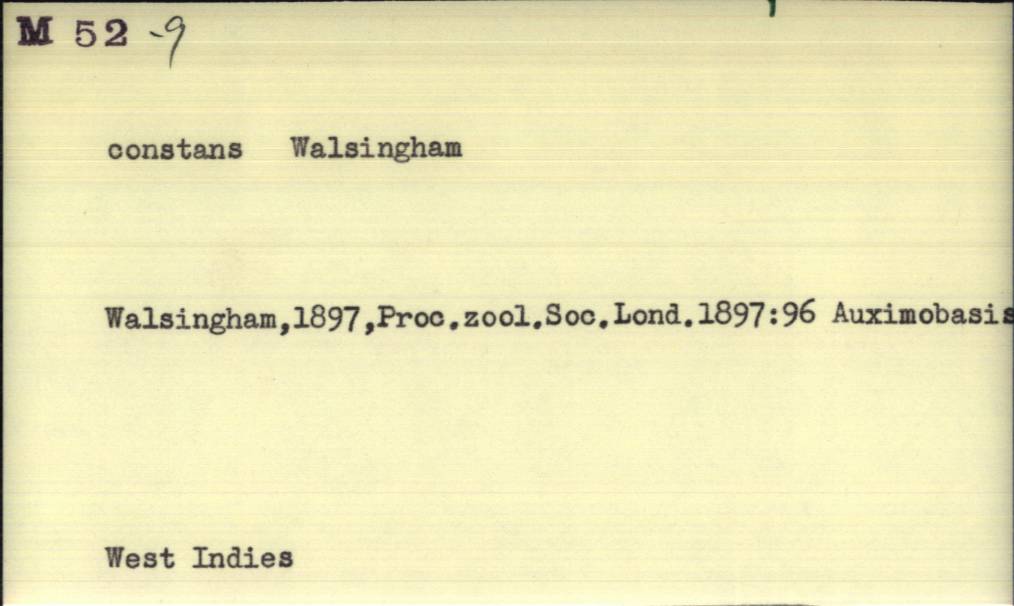 M 52 -9
constans Walsingham
Walsingham,1897,Proc.zool.Soc.Lond.1897:96 Auximobasis
West Indies